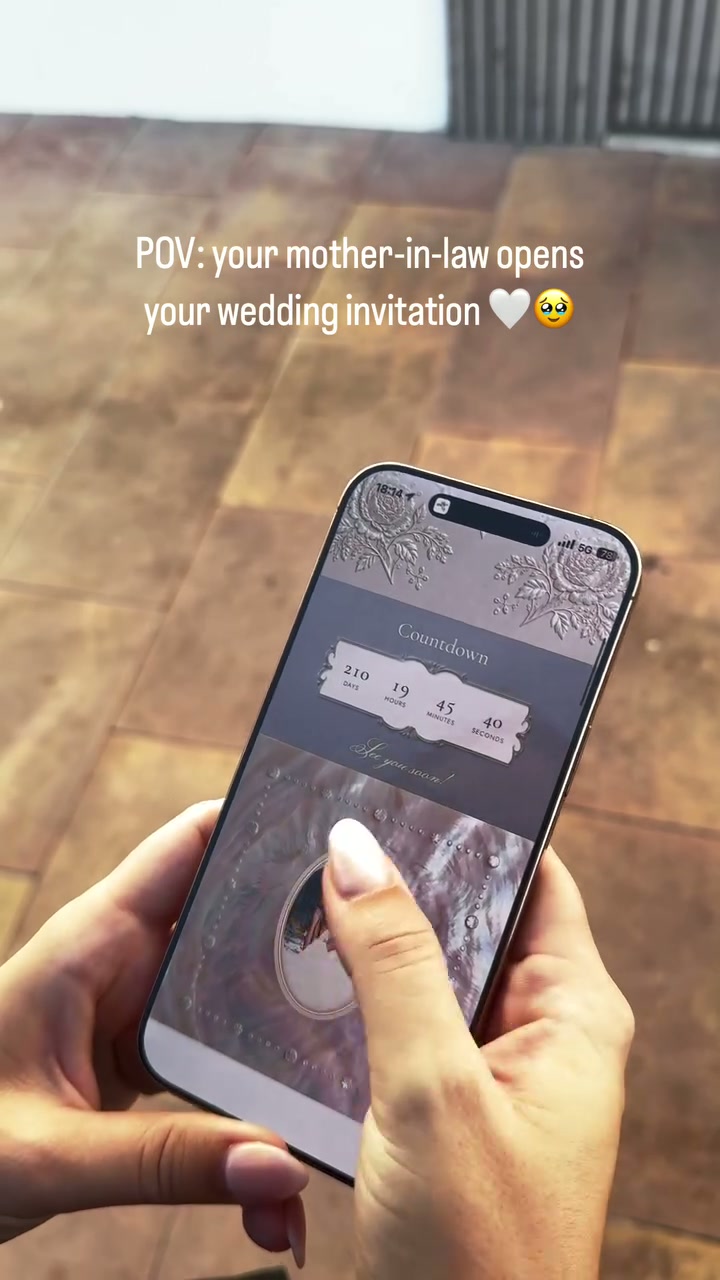 POV: your mother-in-law opens
your wedding invitation 🤍🥹
18:14
5G 78
Countdown
210 19 45 40
DAYS HOURS MINUTES SECONDS
See you soon!